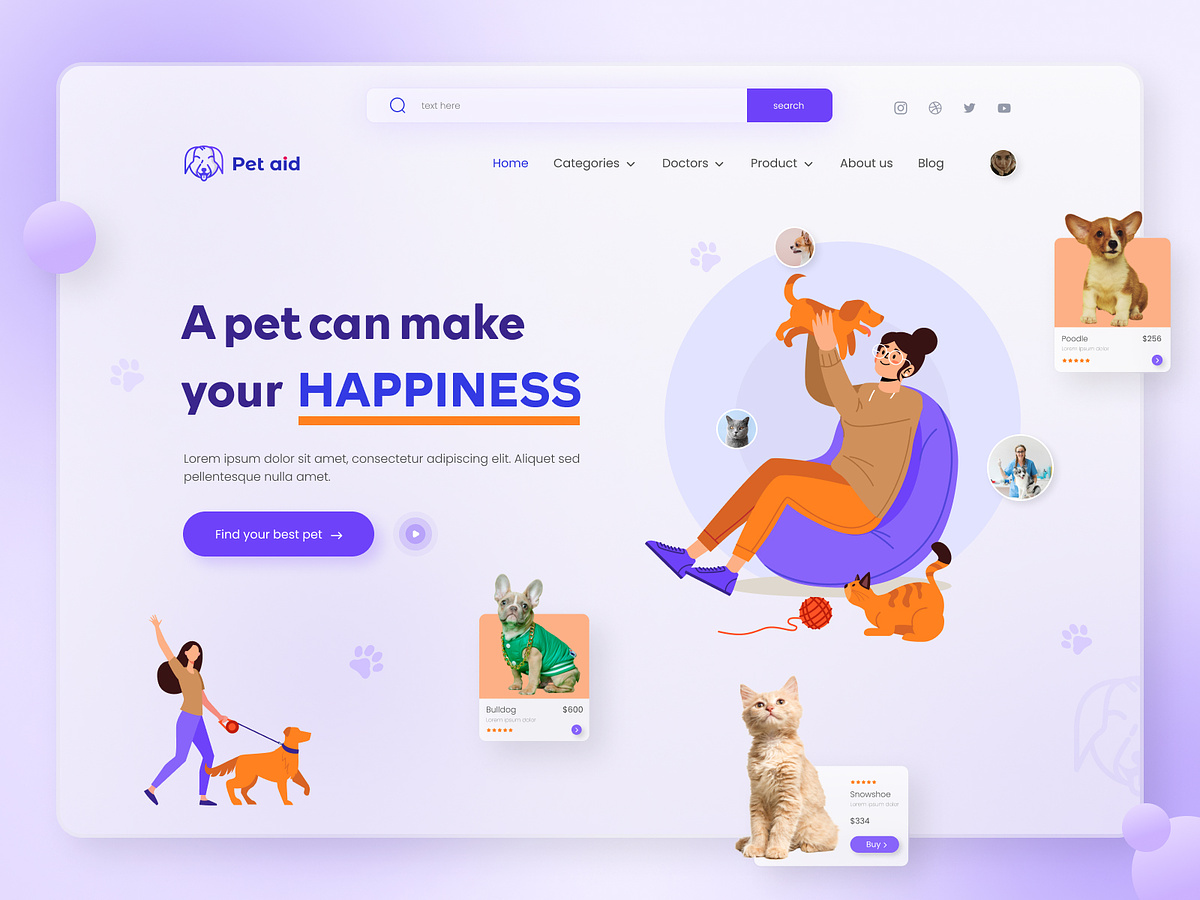 text here
search
Pet aid
Home
Categories
Doctors
Product
About us
Blog
A pet can make
your HAPPINESS
Lorem ipsum dolor sit amet, consectetur adipiscing elit. Aliquet sed
pellentesque nulla amet.
Find your best pet
Poodle $256
Lorem ipsum dolor
Bulldog $600
Lorem ipsum dolor
Snowshoe
Lorem ipsum dolor
$334
Buy